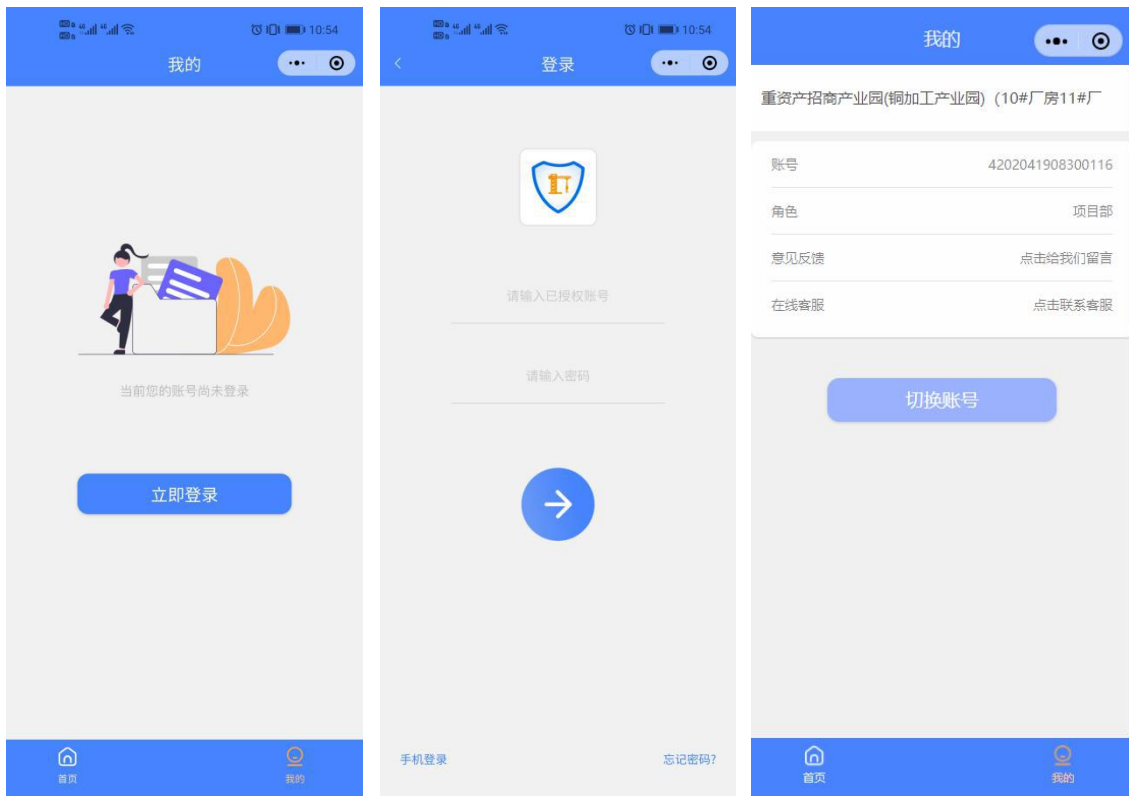 10:54
我的
当前您的账号尚未登录
立即登录
首页
我的
10:54
登录
请输入已授权账号
请输入密码
手机登录
忘记密码?
我的
重资产招商产业园(铜加工产业园)（10#厂房11#厂
账号
4202041908300116
角色
项目部
意见反馈
点击给我们留言
在线客服
点击联系客服
切换账号
首页
我的